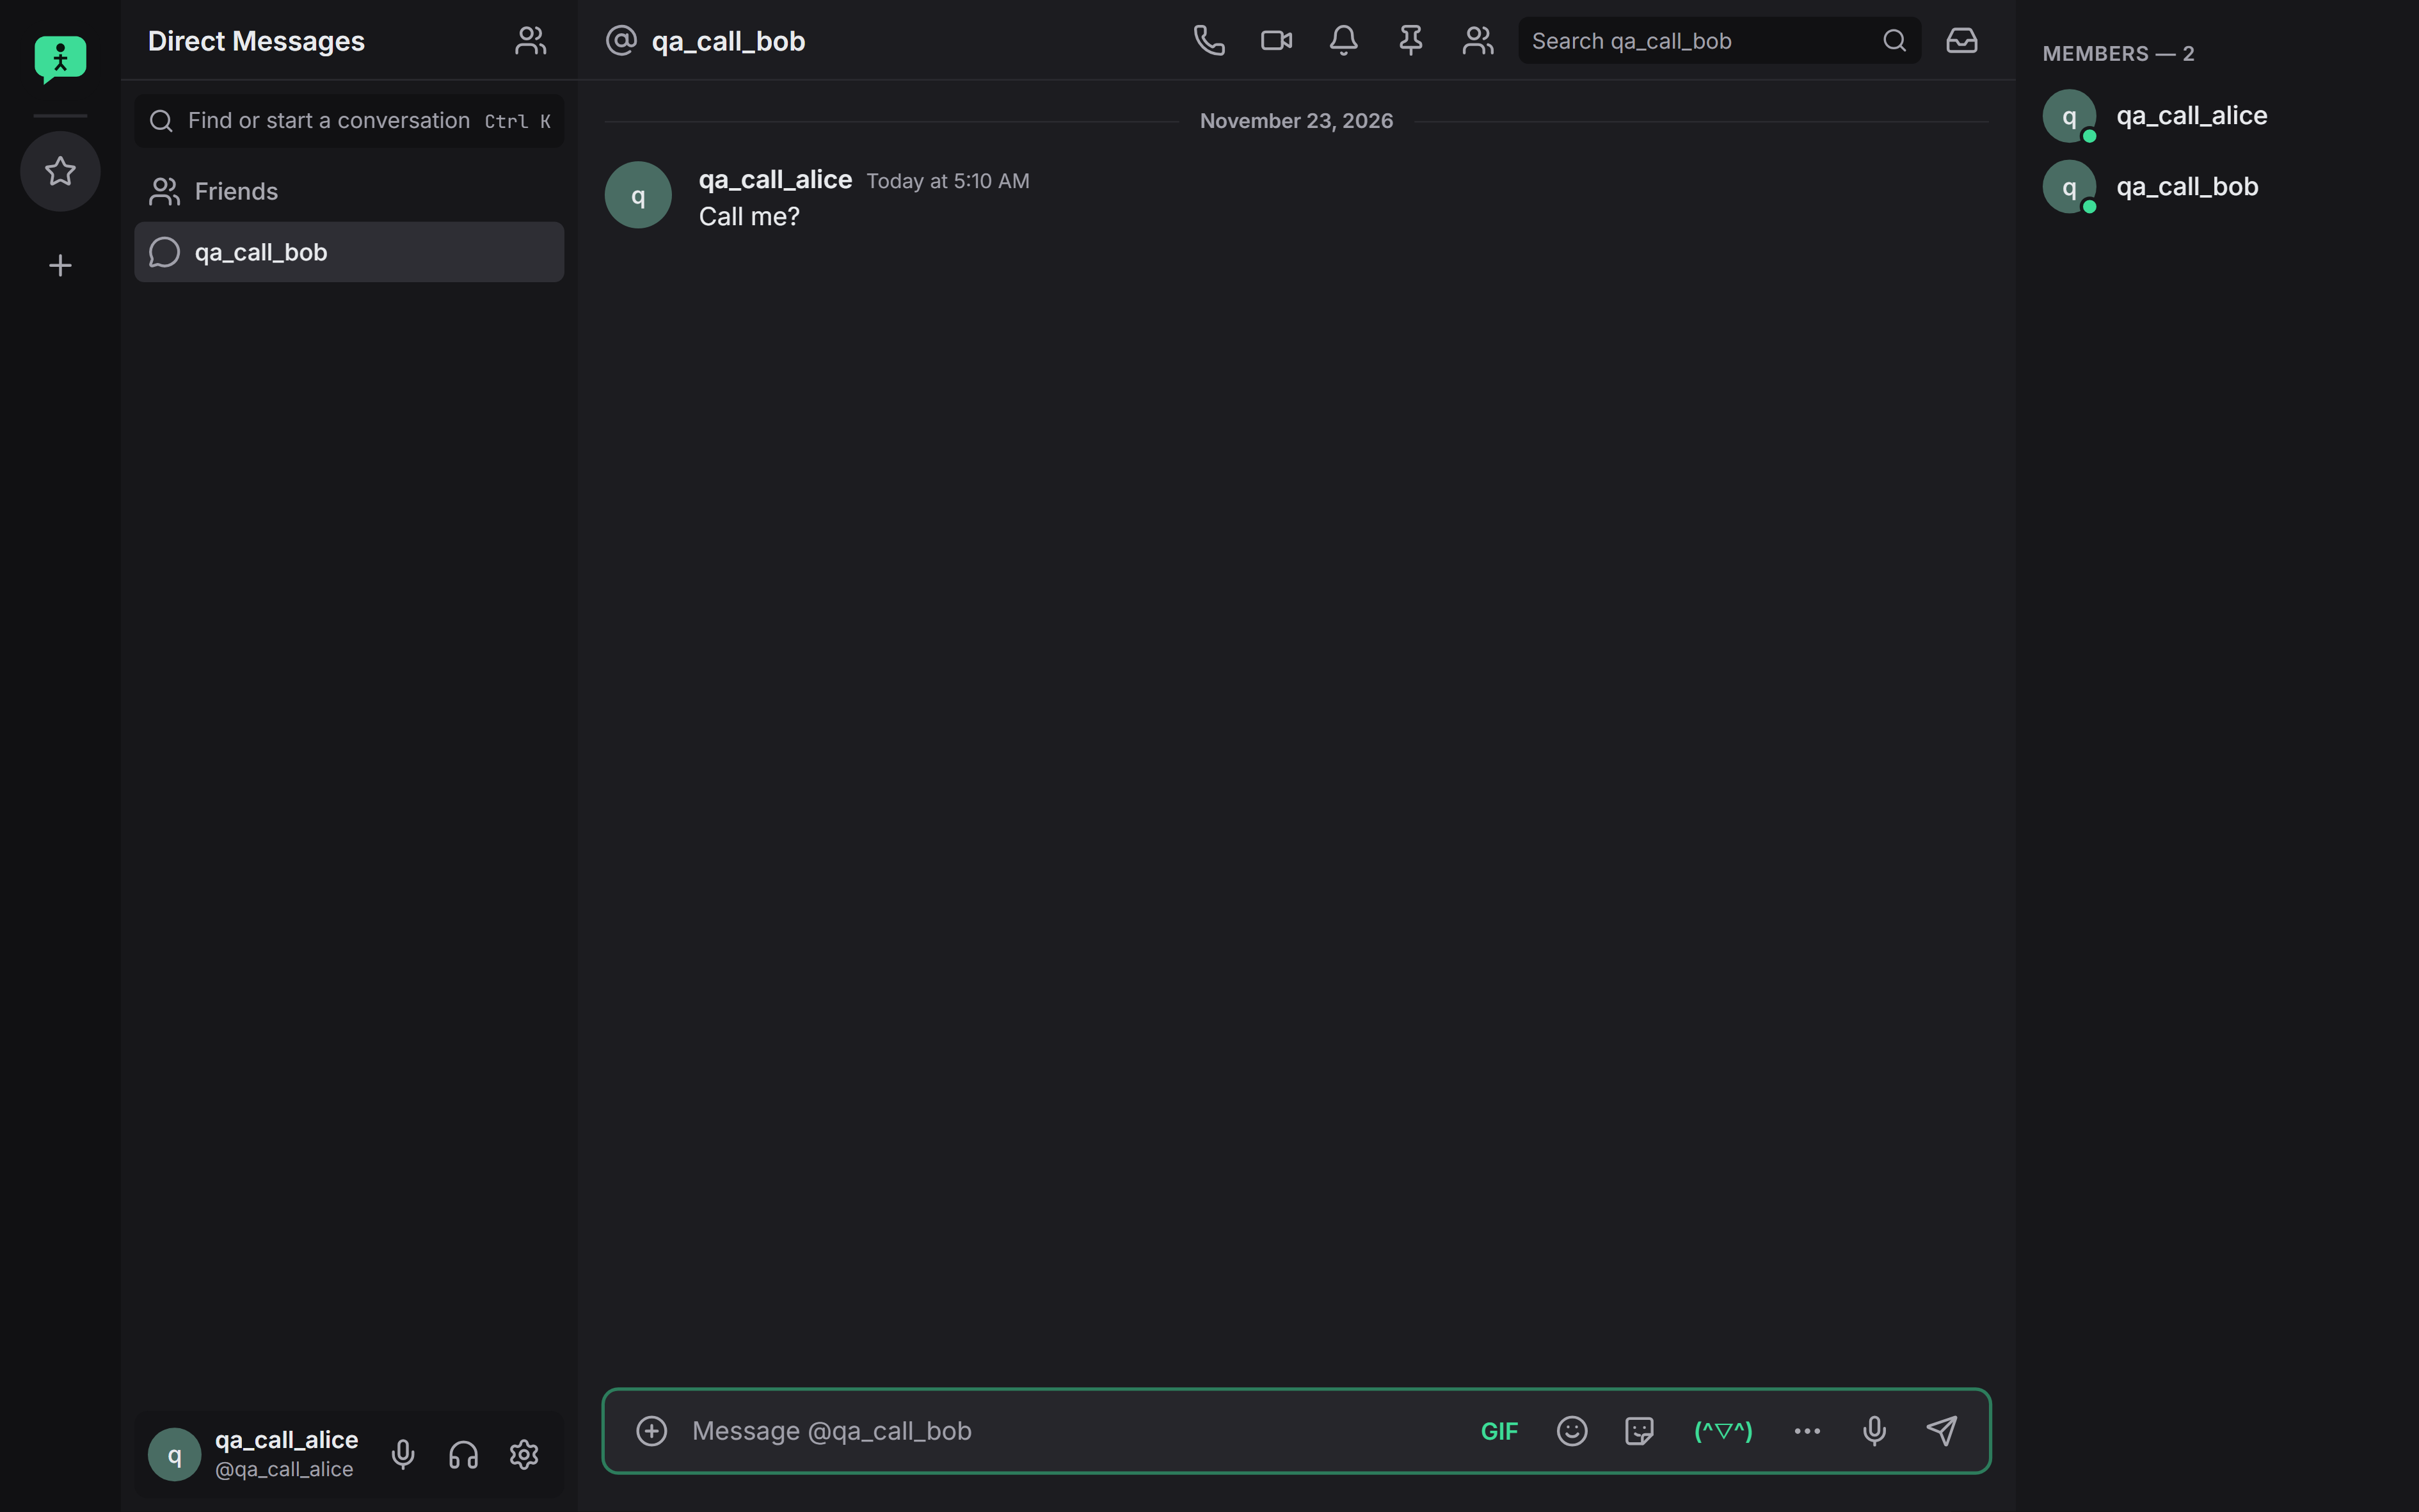 Direct Messages
Find or start a conversation Ctrl K
Friends
qa_call_bob
q
qa_call_alice
@qa_call_alice
qa_call_bob
Search qa_call_bob
November 23, 2026
q
qa_call_alice Today at 5:10 AM
Call me?
Message @qa_call_bob
GIF
(^▽^)
MEMBERS — 2
q
qa_call_alice
q
qa_call_bob